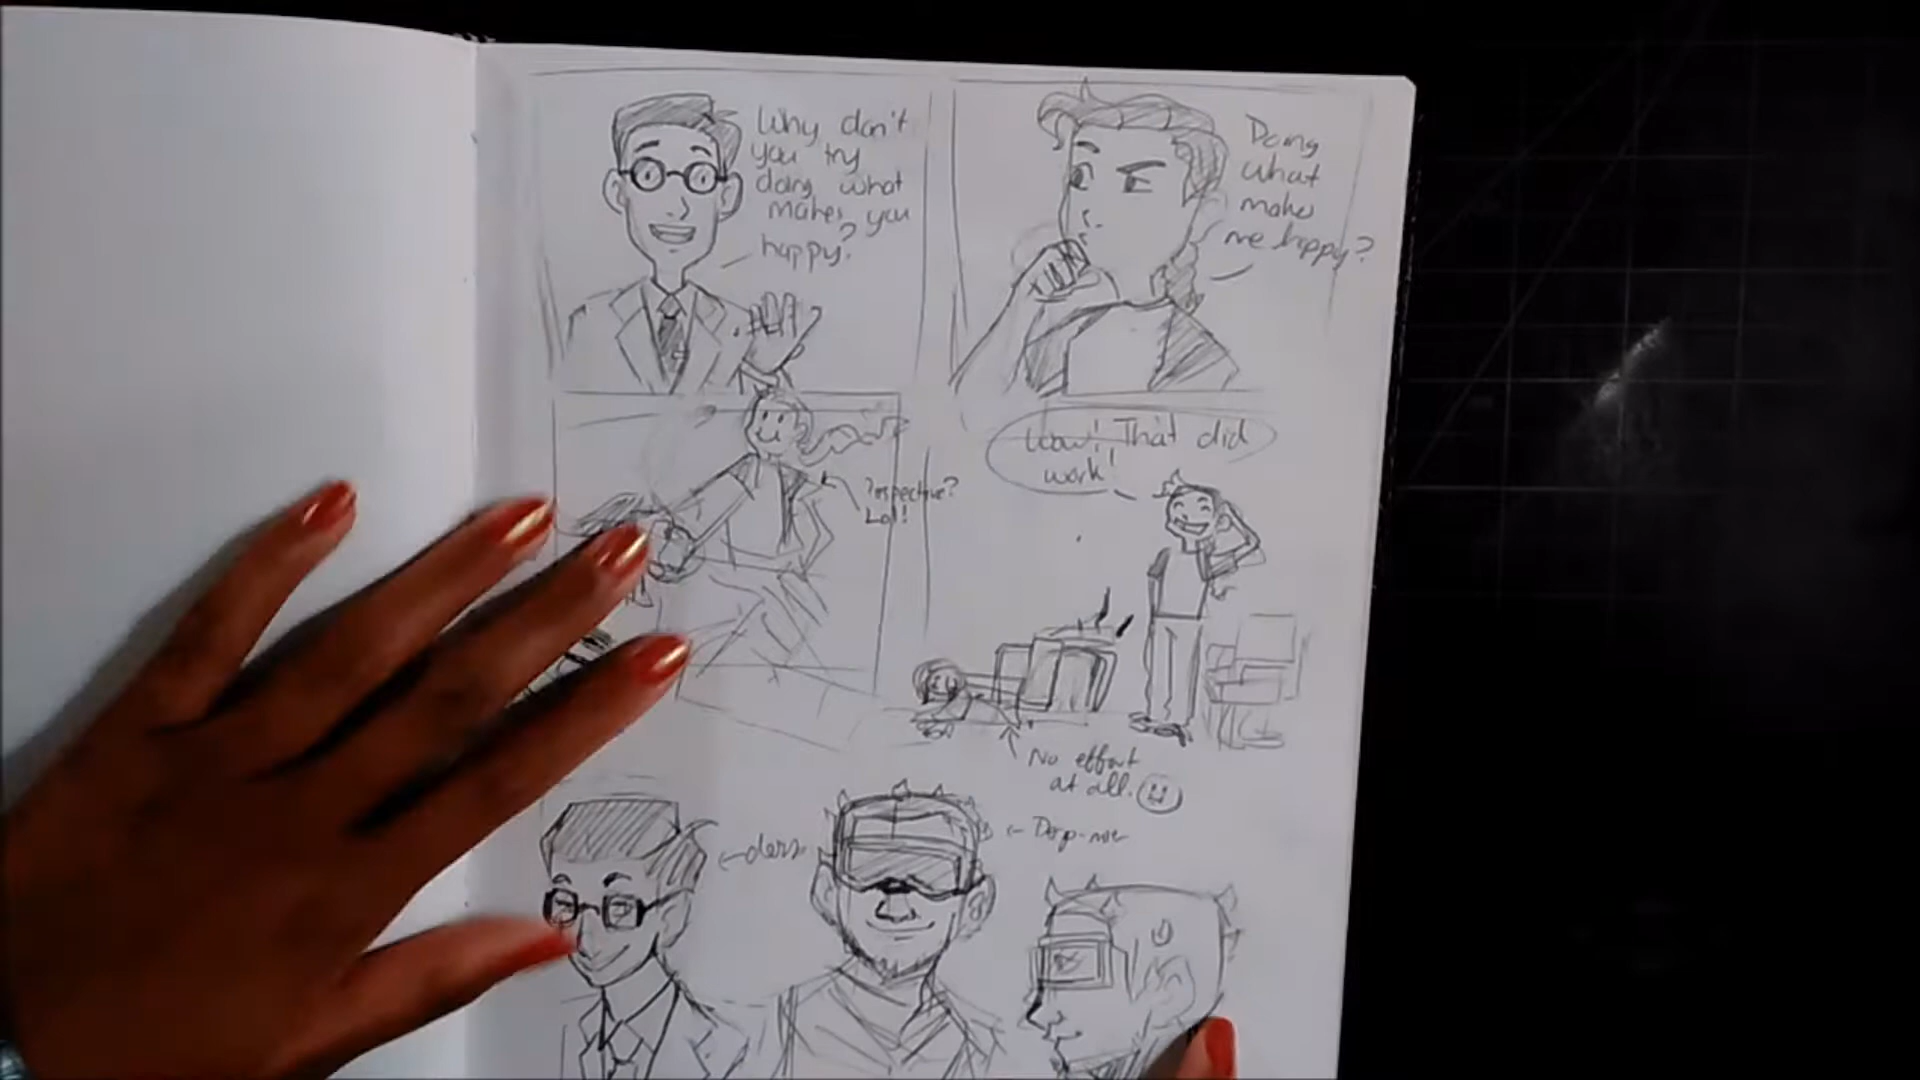 Why don't
you try
doing what
makes you
happy?
Doing
what
makes
me happy?
Wow! That did
work!
Perspective?
Lol!
No effort
at all.